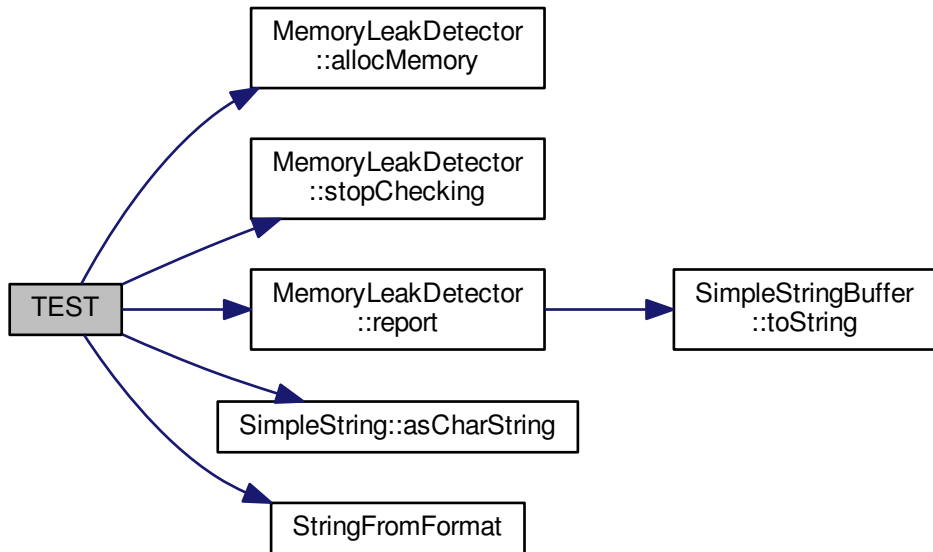 MemoryLeakDetector
::allocMemory
MemoryLeakDetector
::stopChecking
TEST
MemoryLeakDetector
::report
SimpleStringBuffer
::toString
SimpleString::asCharString
StringFromFormat